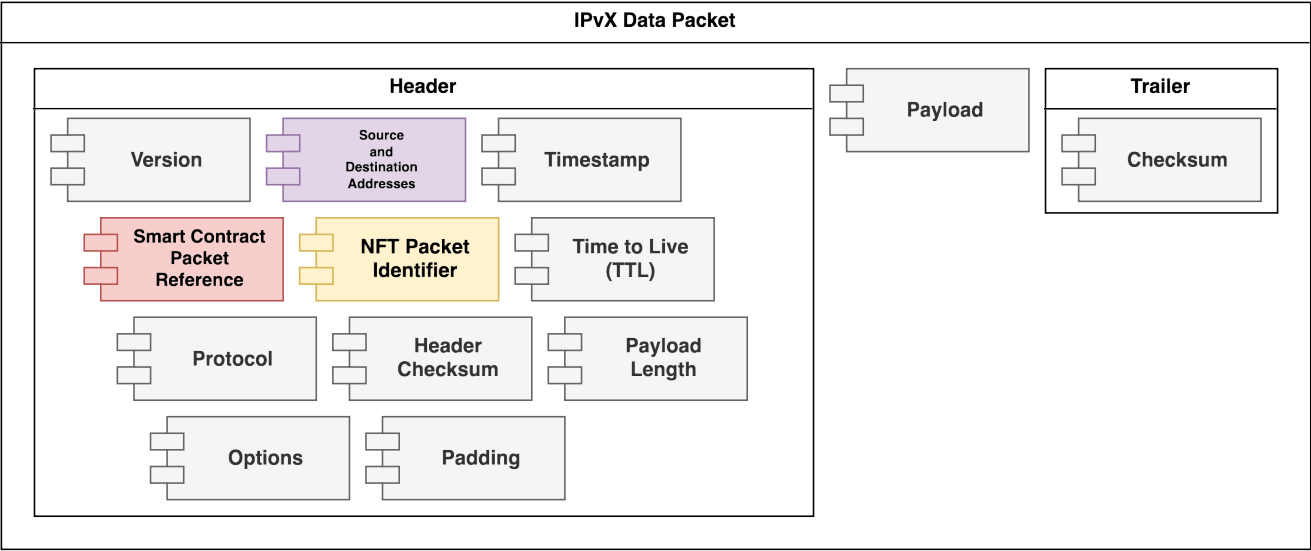 IPvX Data Packet
Header
Version
Source
and
Destination
Addresses
Timestamp
Smart Contract
Packet
Reference
NFT Packet
Identifier
Time to Live
(TTL)
Protocol
Header
Checksum
Payload
Length
Options
Padding
Payload
Trailer
Checksum